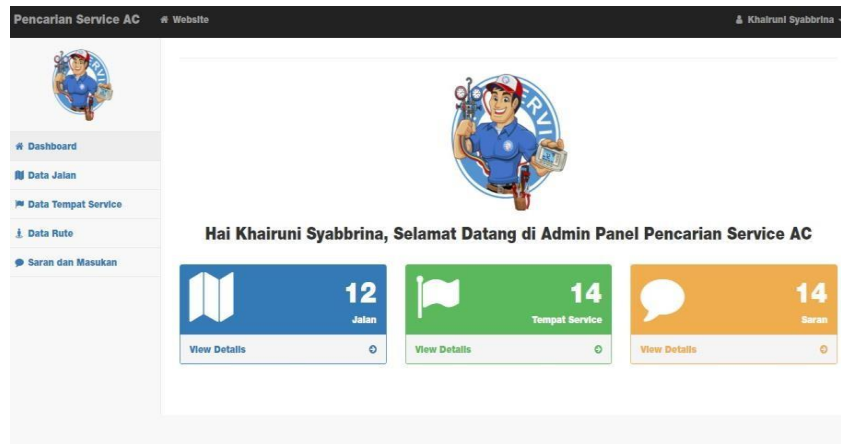 Pencarian Service AC
Website
Khairuni Syabbrina
Dashboard
Data Jalan
Data Tempat Service
Data Rute
Saran dan Masukan
SERVI
Hai Khairuni Syabbrina, Selamat Datang di Admin Panel Pencarian Service AC
12
Jalan
View Details
14
Tempat Service
View Details
14
Saran
View Details